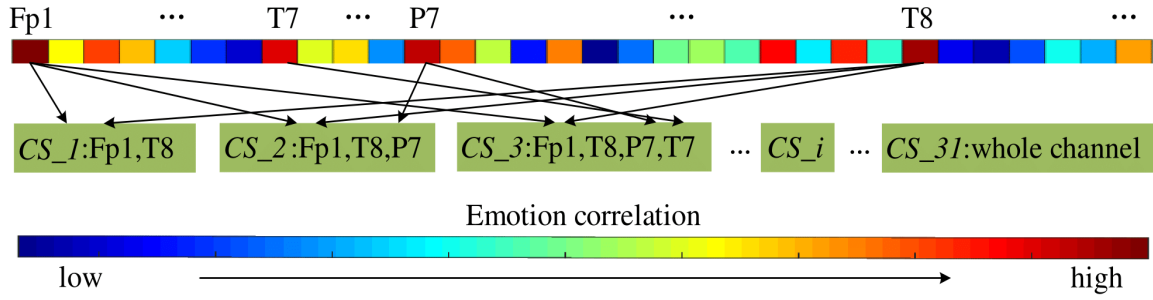 Fp1 ... T7 ... P7 ... T8 ...
CS_1:Fp1,T8 CS_2:Fp1,T8,P7 CS_3:Fp1,T8,P7,T7 ... CS_i ... CS_31:whole channel
Emotion correlation
low high